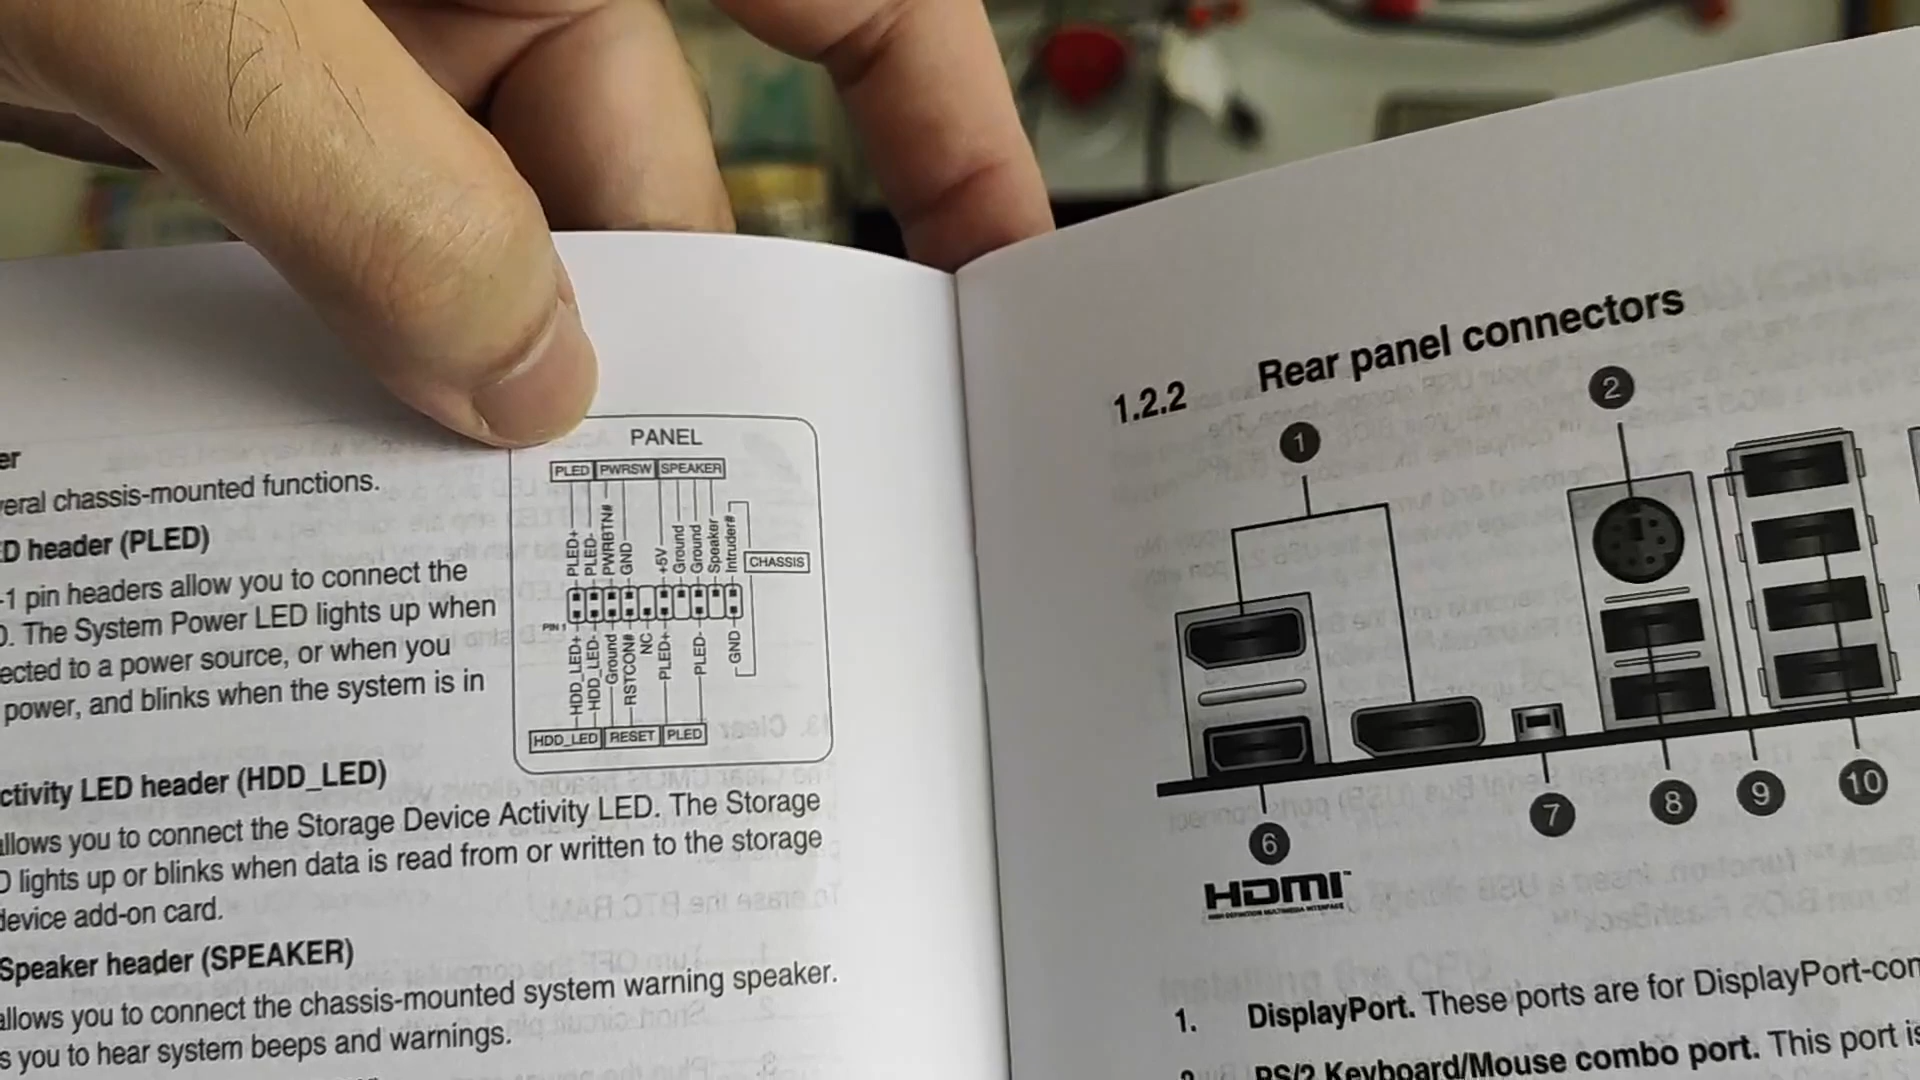 er
veral chassis-mounted functions.
D header (PLED)
-1 pin headers allow you to connect the
. The System Power LED lights up when
ected to a power source, or when you
power, and blinks when the system is in
ctivity LED header (HDD_LED)
allows you to connect the Storage Device Activity LED. The Storage
D lights up or blinks when data is read from or written to the storage
device add-on card.
Speaker header (SPEAKER)
allows you to connect the chassis-mounted system warning speaker.
s you to hear system beeps and warnings.
PANEL
PLED PWRSW SPEAKER
PLED+
PLED-
PWRBTN#
GND
+5V
Ground
Ground
Speaker
Intruder#
CHASSIS
PIN 1
HDD_LED+
HDD_LED-
Ground
RSTCON#
NC
PLED+
PLED-
GND
HDD_LED RESET PLED
1.2.2 Rear panel connectors
1
2
6
7
8
9
10
HDMI™
HIGH-DEFINITION MULTIMEDIA INTERFACE
1. DisplayPort. These ports are for DisplayPort-con
2. PS/2 Keyboard/Mouse combo port. This port is